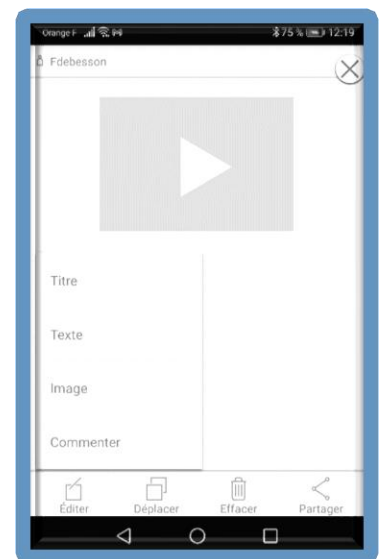 Orange F 75 % 12:19
Fdebesson
Titre
Texte
Image
Commenter
Éditer Déplacer Effacer Partager